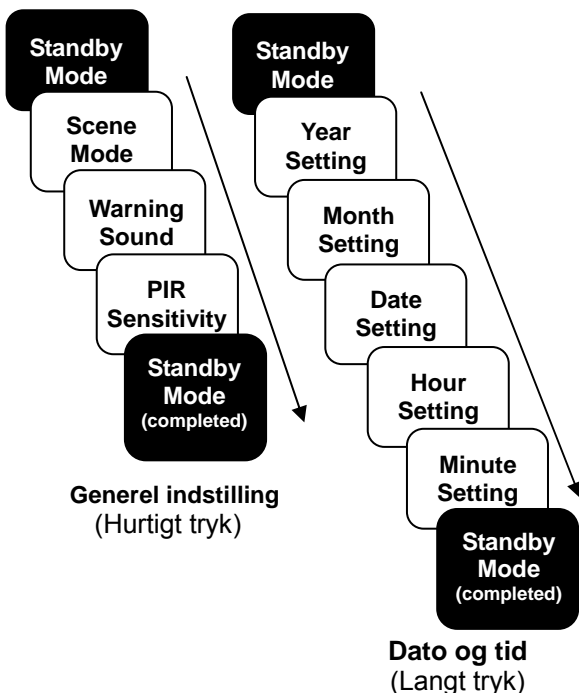 Standby
Mode
Scene
Mode
Warning
Sound
PIR
Sensitivity
Standby
Mode
(completed)
Generel indstilling
(Hurtigt tryk)
Standby
Mode
Year
Setting
Month
Setting
Date
Setting
Hour
Setting
Minute
Setting
Standby
Mode
(completed)
Dato og tid
(Langt tryk)